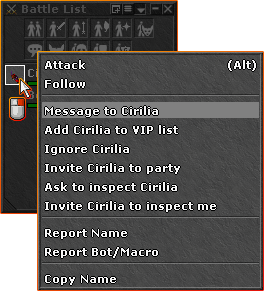 Battle List
Attack (Alt)
Follow
Message to Cirilia
Add Cirilia to VIP list
Ignore Cirilia
Invite Cirilia to party
Ask to inspect Cirilia
Invite Cirilia to inspect me
Report Name
Report Bot/Macro
Copy Name